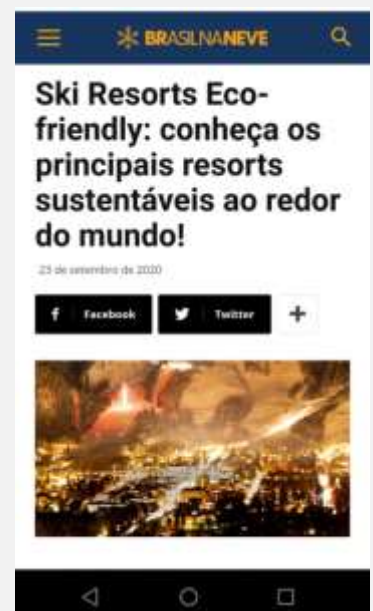 BRASILNANEVE
Ski Resorts Eco-
friendly: conheça os
principais resorts
sustentáveis ao redor
do mundo!
23 de setembro de 2020
Facebook
Twitter